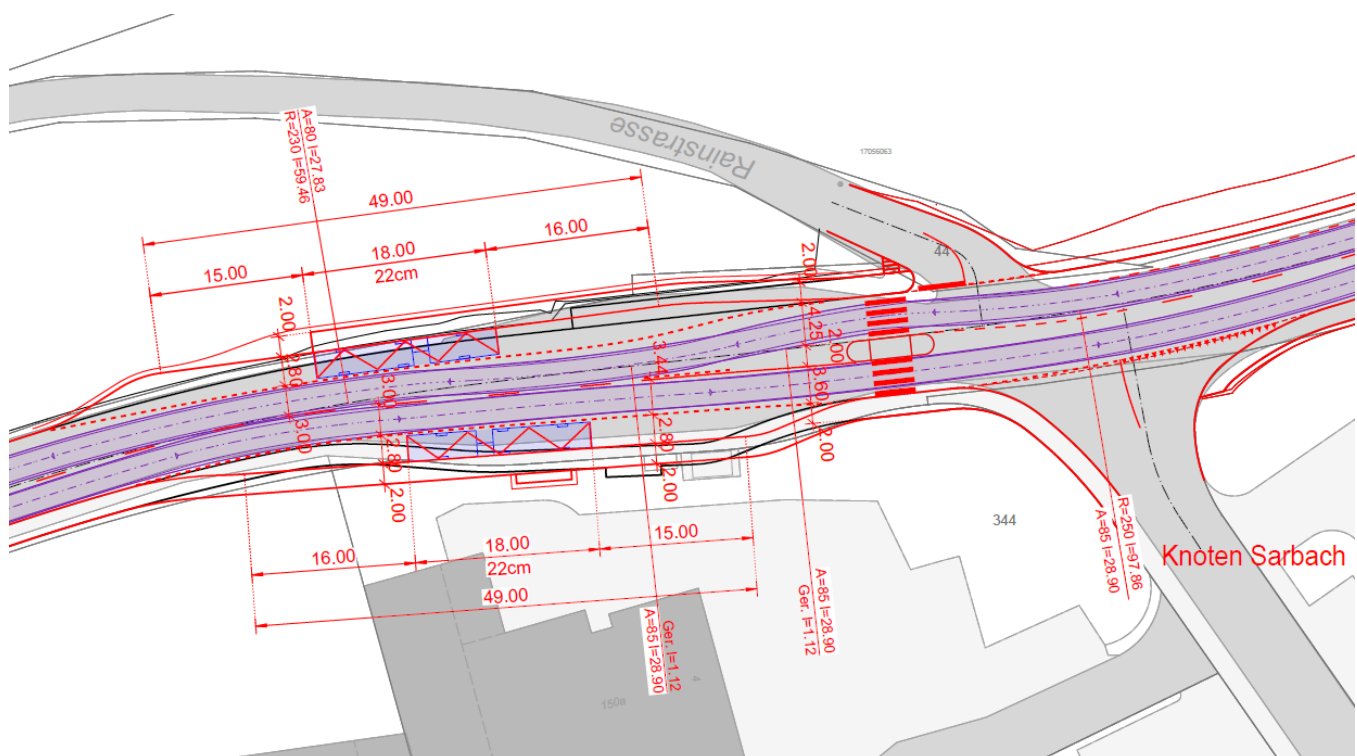 Rainstrasse
17056063
A=80 l=27.83
R=230 l=59.46
49.00
15.00
18.00
22cm
16.00
44
2.00
2.80
3.00
3.00
2.80
2.00
3.44
2.80
2.00
2.00
4.25
2.00
3.60
2.00
16.00
18.00
22cm
15.00
49.00
Ger. l=1.12
A=85 l=28.90
A=85 l=28.90
Ger. l=1.12
R=250 l=97.86
A=85 l=28.90
344
Knoten Sarbach
150a
4